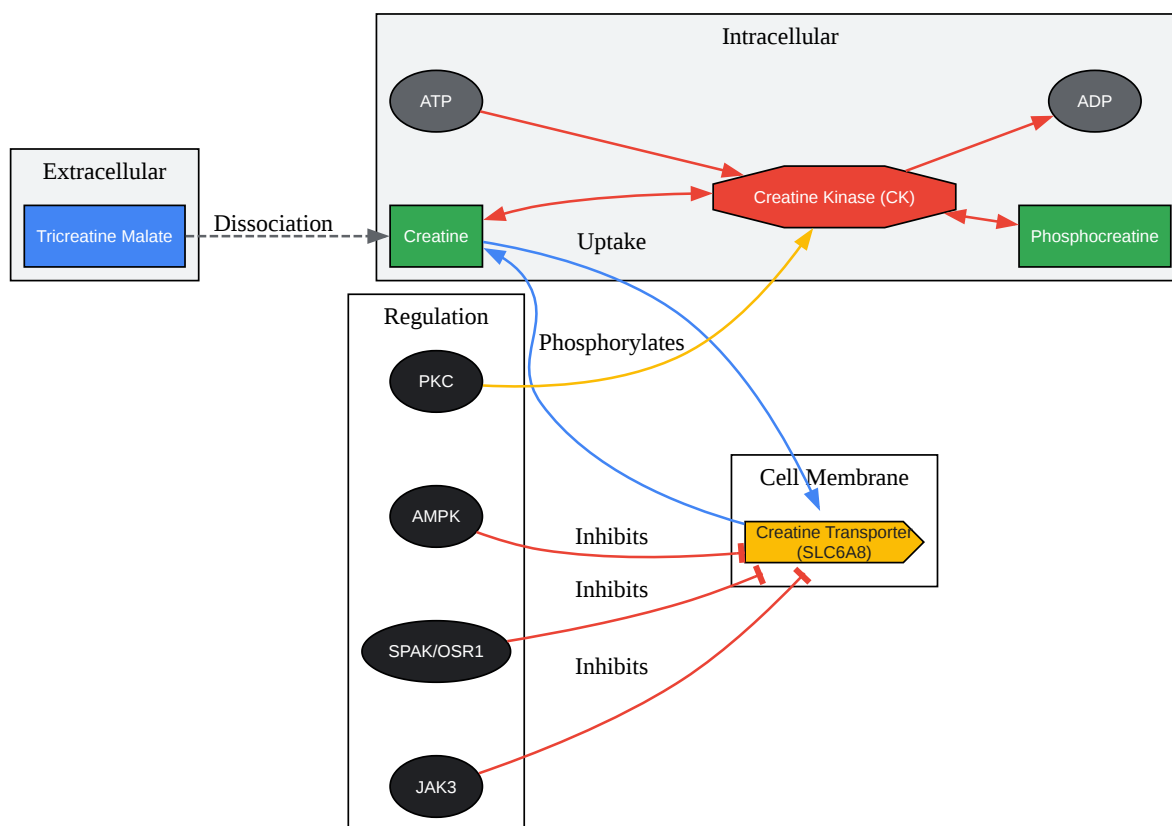 Intracellular
ATP
ADP
Extracellular
Tricreatine Malate
Dissociation
Creatine
Creatine Kinase (CK)
Phosphocreatine
Uptake
Regulation
Phosphorylates
PKC
Cell Membrane
AMPK
Inhibits
Creatine Transporter
(SLC6A8)
Inhibits
SPAK/OSR1
Inhibits
JAK3